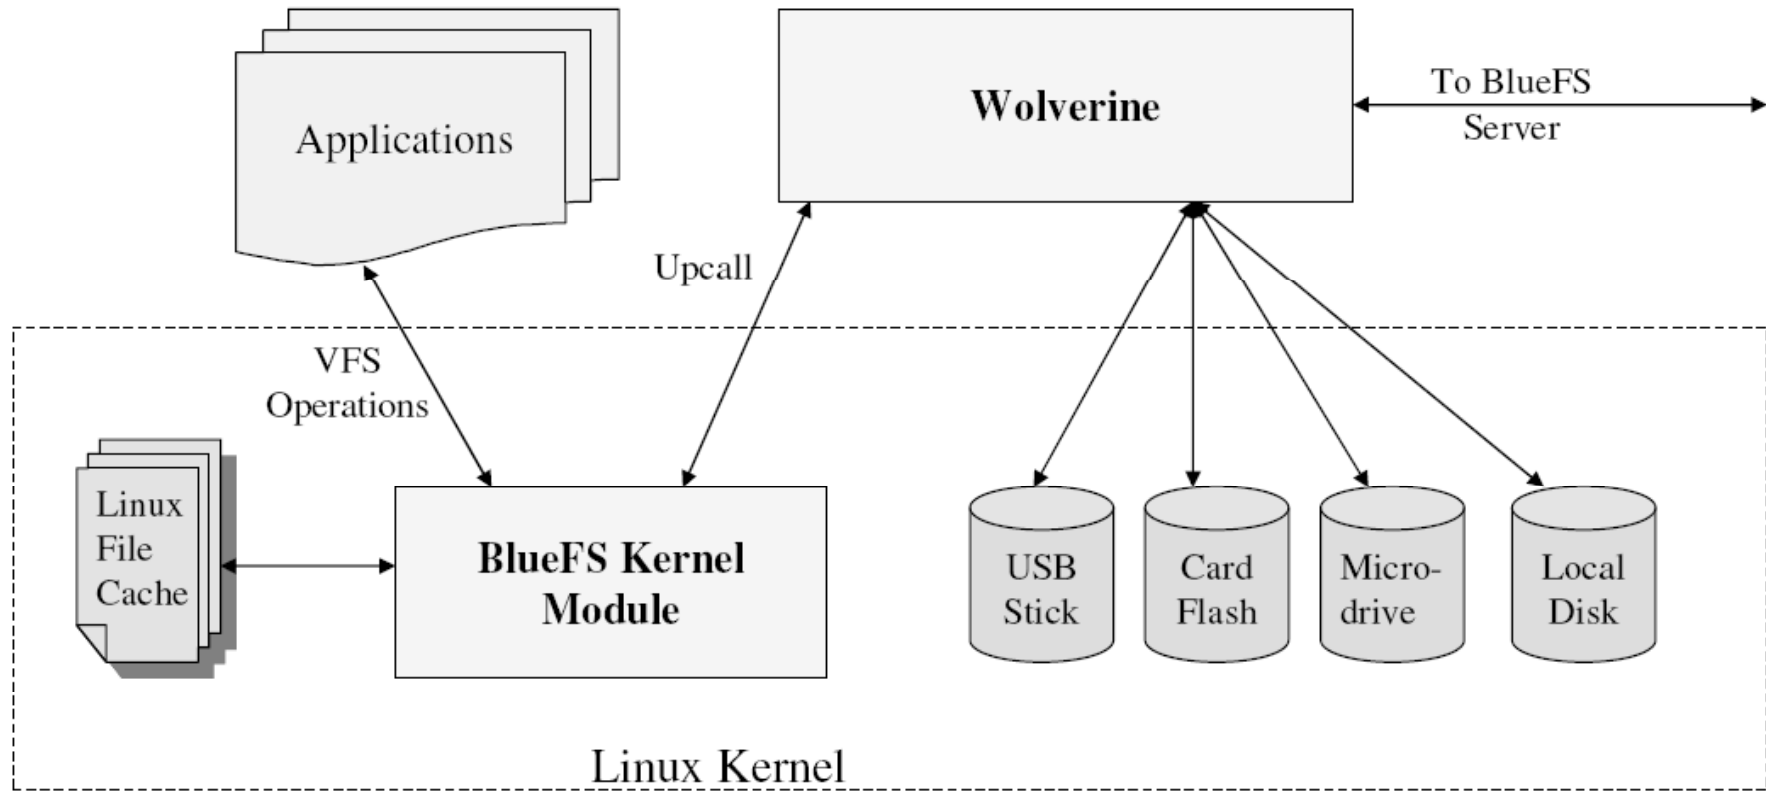 Applications
Wolverine
To BlueFS
Server
Upcall
VFS
Operations
Linux
File
Cache
BlueFS Kernel
Module
USB
Stick
Card
Flash
Micro-
drive
Local
Disk
Linux Kernel